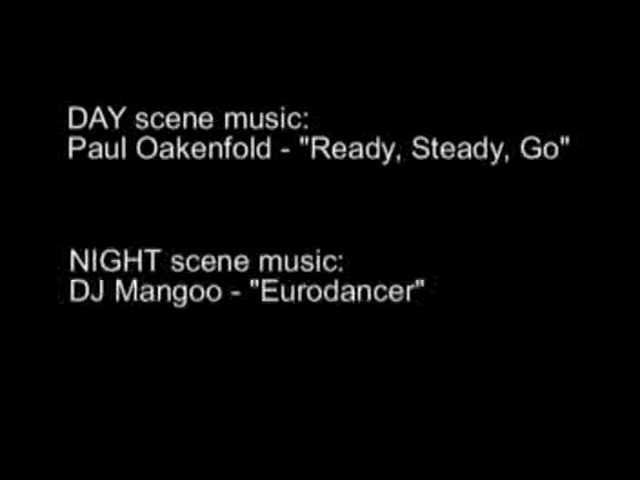 DAY scene music:
Paul Oakenfold - "Ready, Steady, Go"
NIGHT scene music:
DJ Mangoo - "Eurodancer"